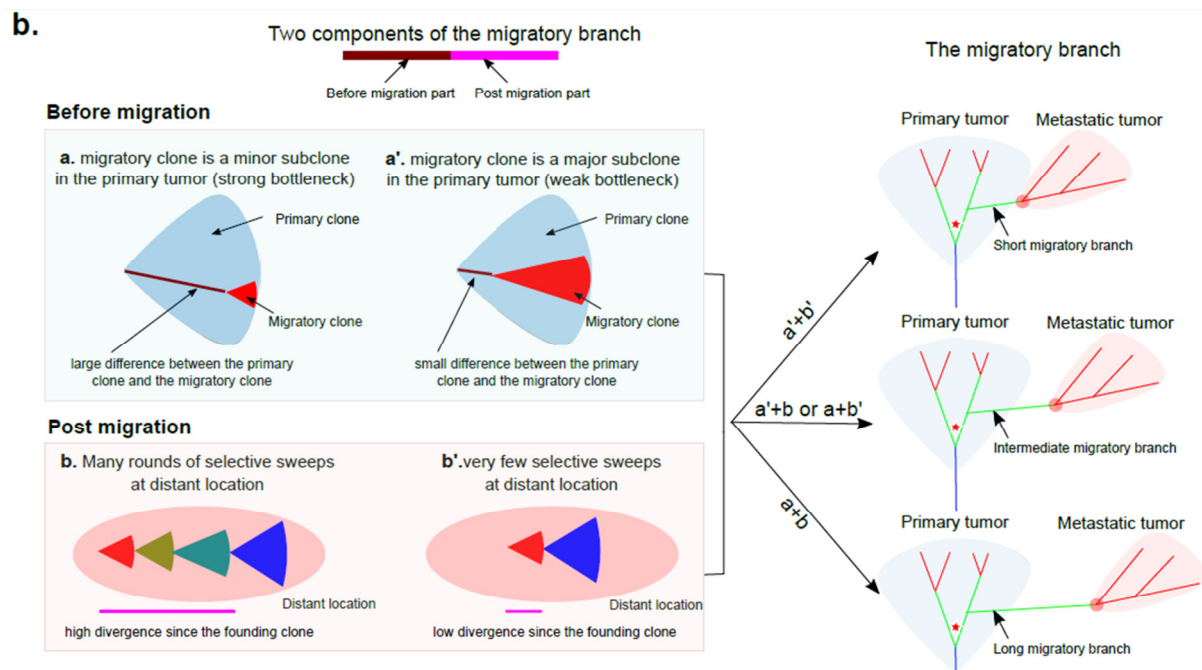 b.
Two components of the migratory branch
Before migration part
Post migration part
Before migration
a. migratory clone is a minor subclone
in the primary tumor (strong bottleneck)
Primary clone
Migratory clone
large difference between the primary
clone and the migratory clone
a'. migratory clone is a major subclone
in the primary tumor (weak bottleneck)
Primary clone
Migratory clone
small difference between the primary
clone and the migratory clone
Post migration
b. Many rounds of selective sweeps
at distant location
Distant location
high divergence since the founding clone
b'.very few selective sweeps
at distant location
Distant location
low divergence since the founding clone
a'+b'
a'+b or a+b'
a+b
The migratory branch
Primary tumor
Metastatic tumor
Short migratory branch
Primary tumor
Metastatic tumor
Intermediate migratory branch
Primary tumor
Metastatic tumor
Long migratory branch